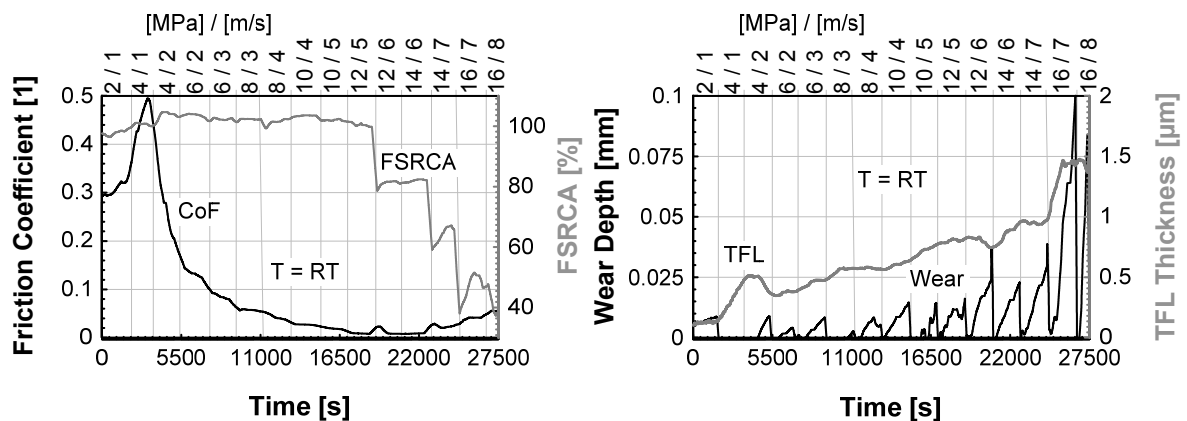 [MPa] / [m/s]
2 / 1
4 / 1
4 / 2
6 / 2
6 / 3
8 / 3
8 / 4
10 / 4
10 / 5
12 / 5
12 / 6
14 / 6
14 / 7
16 / 7
16 / 8
Friction Coefficient [1]
0.5
0.4
0.3
0.2
0.1
0
FSRCA
CoF
T = RT
100
80
60
40
FSRCA [%]
0
5500
11000
16500
22000
27500
Time [s]
[MPa] / [m/s]
2 / 1
4 / 1
4 / 2
6 / 2
6 / 3
8 / 3
8 / 4
10 / 4
10 / 5
12 / 5
12 / 6
14 / 6
14 / 7
16 / 7
16 / 8
Wear Depth [mm]
0.1
0.075
0.05
0.025
0
T = RT
TFL
Wear
2
1.5
1
0.5
0
TFL Thickness [µm]
0
5500
11000
16500
22000
27500
Time [s]